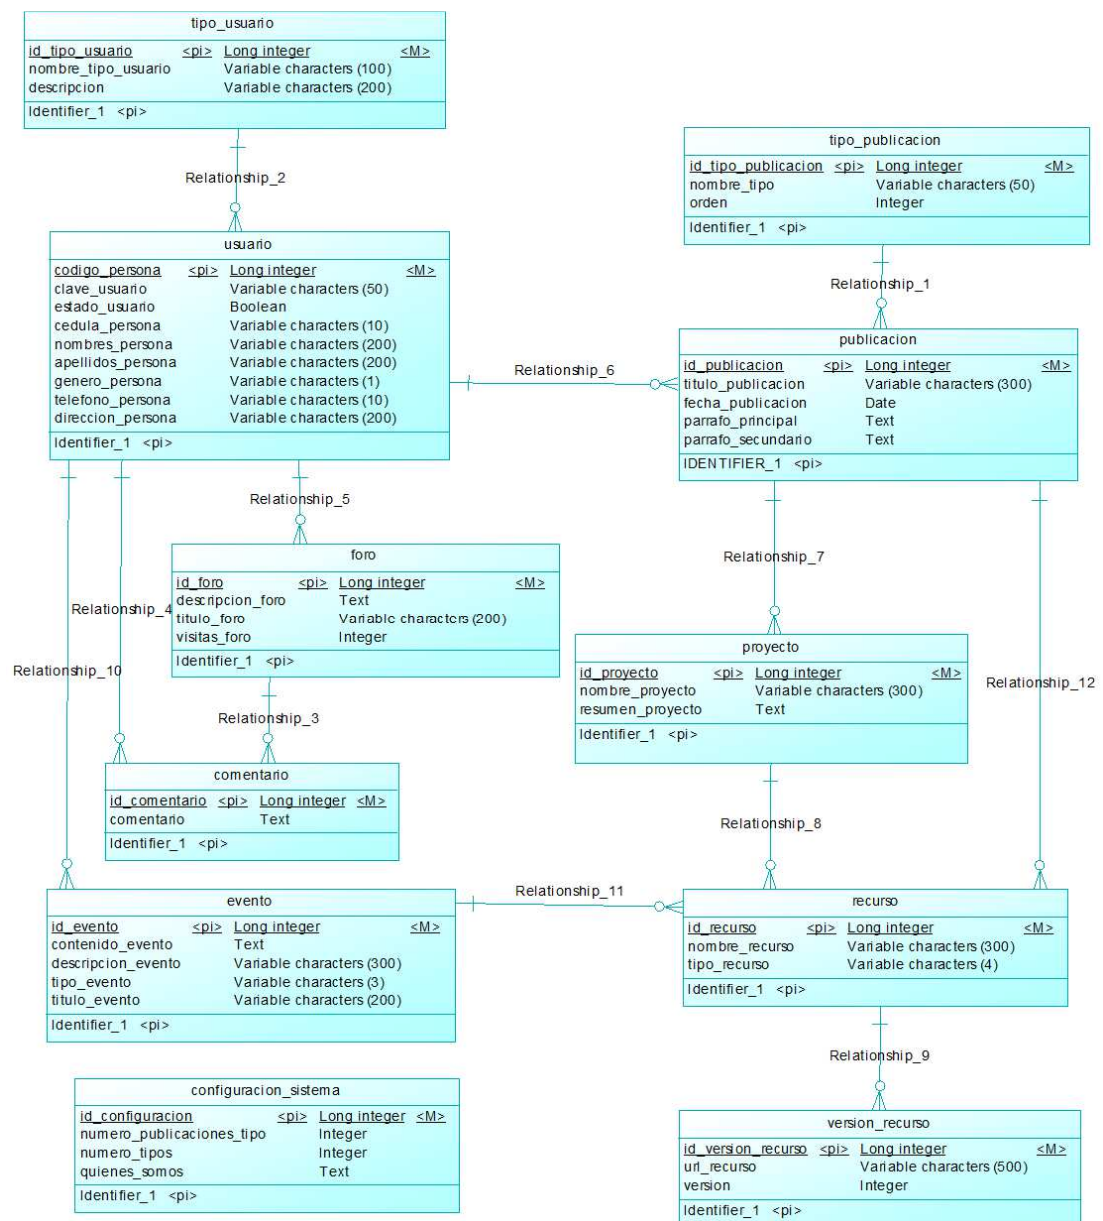 tipo_usuario
id_tipo_usuario <pi> Long integer <M>
nombre_tipo_usuario Variable characters (100)
descripcion Variable characters (200)
Identifier_1 <pi>
Relationship_2
tipo_publicacion
id_tipo_publicacion <pi> Long integer <M>
nombre_tipo Variable characters (50)
orden Integer
Identifier_1 <pi>
Relationship_1
usuario
codigo_persona <pi> Long integer <M>
clave_usuario Variable characters (50)
estado_usuario Boolean
cedula_persona Variable characters (10)
nombres_persona Variable characters (200)
apellidos_persona Variable characters (200)
genero_persona Variable characters (1)
telefono_persona Variable characters (10)
direccion_persona Variable characters (200)
Identifier_1 <pi>
Relationship_6
publicacion
id_publicacion <pi> Long integer <M>
titulo_publicacion Variable characters (300)
fecha_publicacion Date
parrafo_principal Text
parrafo_secundario Text
IDENTIFIER_1 <pi>
Relationship_5
foro
id_foro <pi> Long integer <M>
descripcion_foro Text
titulo_foro Variable characters (200)
visitas_foro Integer
Identifier_1 <pi>
Relationship_7
Relationship_4
Relationship_10
Relationship_3
proyecto
id_proyecto <pi> Long integer <M>
nombre_proyecto Variable characters (300)
resumen_proyecto Text
Identifier_1 <pi>
Relationship_12
comentario
id_comentario <pi> Long integer <M>
comentario Text
Identifier_1 <pi>
Relationship_8
evento
id_evento <pi> Long integer <M>
contenido_evento Text
descripcion_evento Variable characters (300)
tipo_evento Variable characters (3)
titulo_evento Variable characters (200)
Identifier_1 <pi>
Relationship_11
recurso
id_recurso <pi> Long integer <M>
nombre_recurso Variable characters (300)
tipo_recurso Variable characters (4)
Identifier_1 <pi>
Relationship_9
configuracion_sistema
id_configuracion <pi> Long integer <M>
numero_publicaciones_tipo Integer
numero_tipos Integer
quienes_somos Text
Identifier_1 <pi>
version_recurso
id_version_recurso <pi> Long integer <M>
url_recurso Variable characters (500)
version Integer
Identifier_1 <pi>